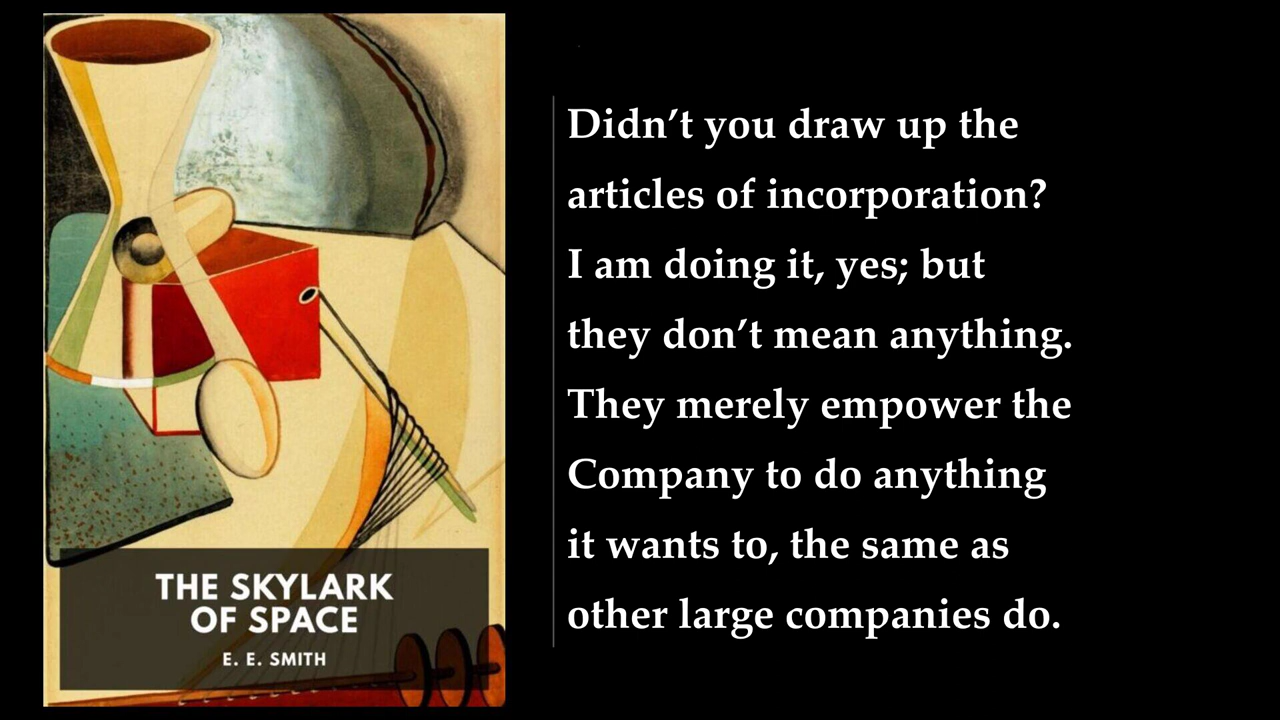 THE SKYLARK
OF SPACE
E. E. SMITH
Didn’t you draw up the
articles of incorporation?
I am doing it, yes; but
they don’t mean anything.
They merely empower the
Company to do anything
it wants to, the same as
other large companies do.